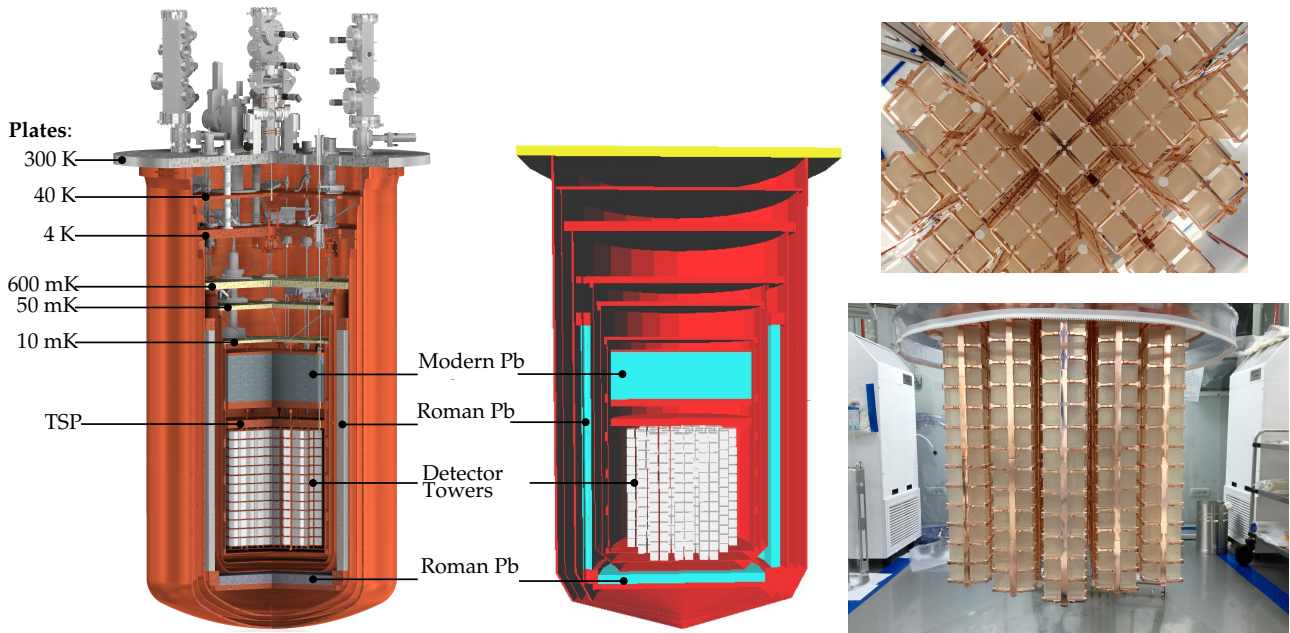 Plates:
300 K
40 K
4 K
600 mK
50 mK
10 mK
TSP
Modern Pb
Roman Pb
Detector
Towers
Roman Pb